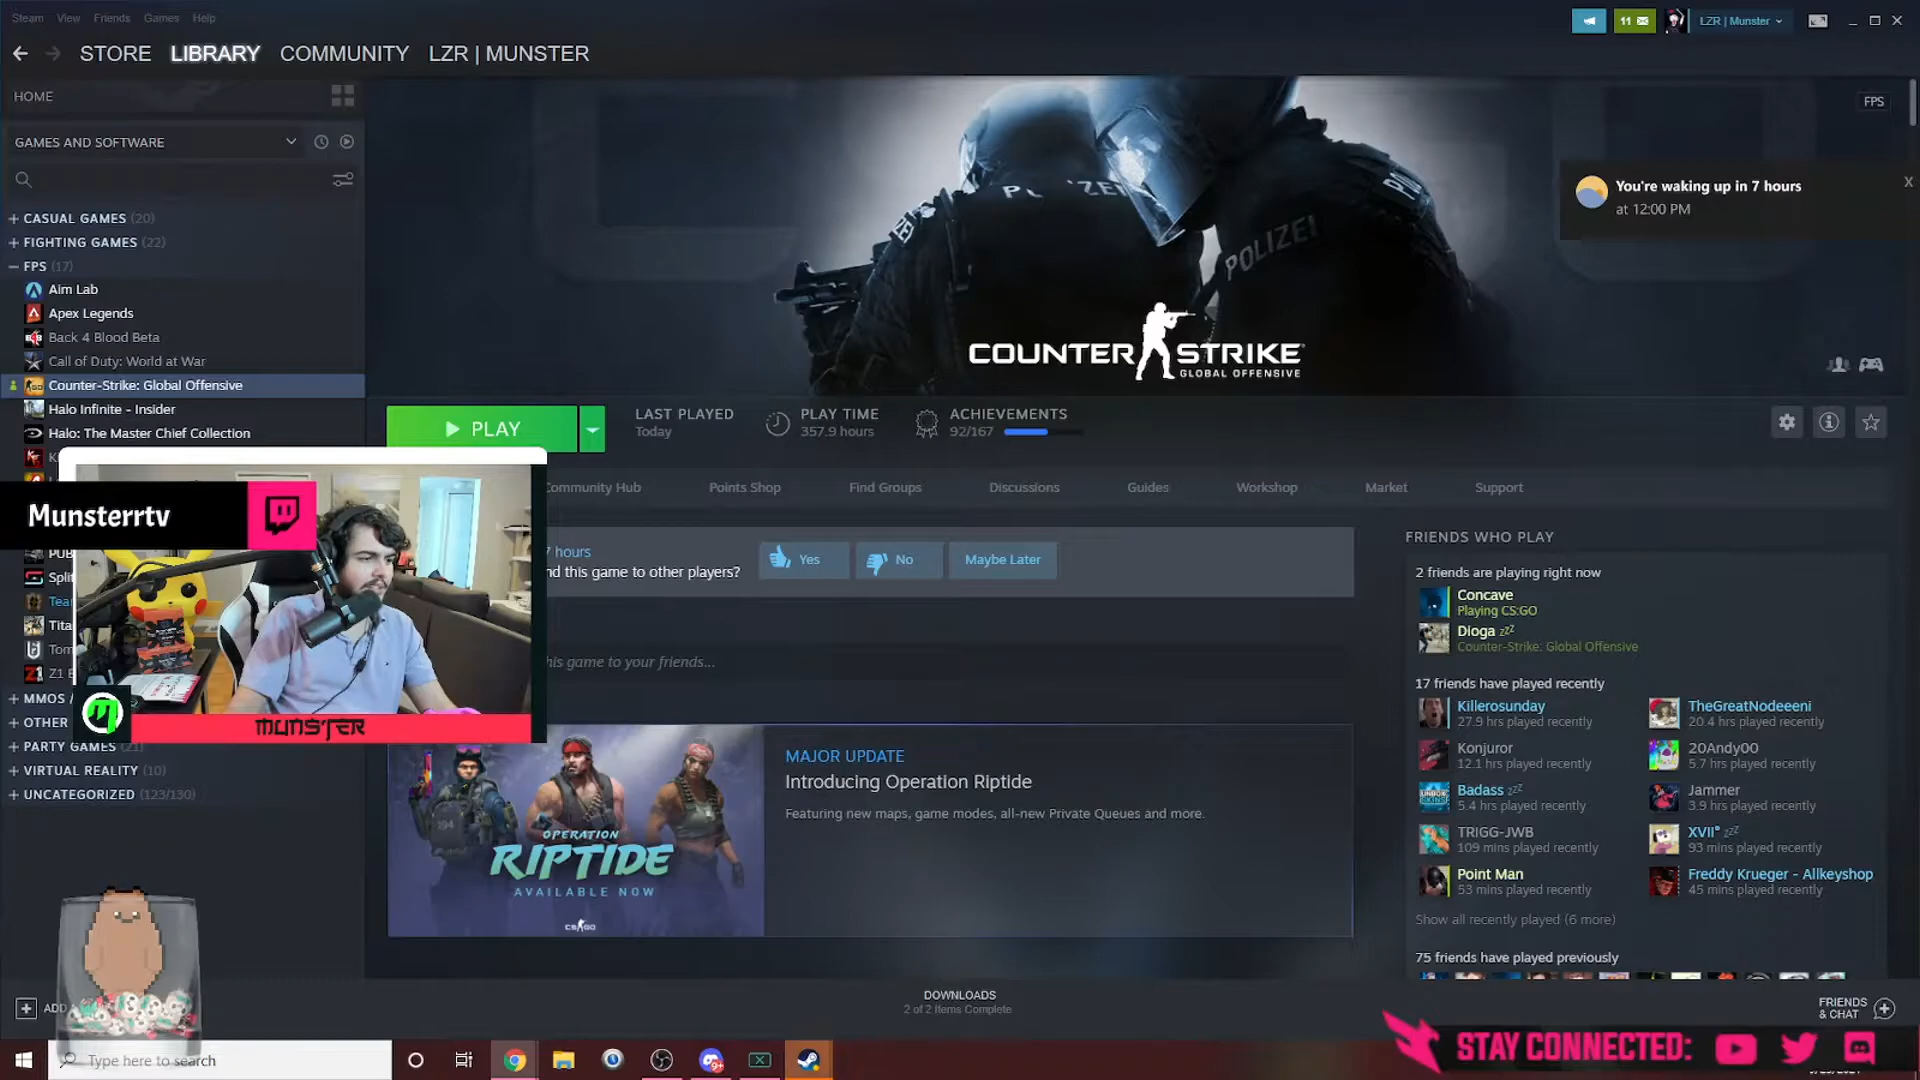 Steam View Friends Games Help
11
LZR | Munster
STORE LIBRARY COMMUNITY LZR | MUNSTER
HOME
GAMES AND SOFTWARE
FPS
CASUAL GAMES (20)
FIGHTING GAMES (22)
FPS (17)
Aim Lab
Apex Legends
Back 4 Blood Beta
Call of Duty: World at War
Counter-Strike: Global Offensive
Halo Infinite - Insider
Halo: The Master Chief Collection
You're waking up in 7 hours
at 12:00 PM
POLIZEI
COUNTER STRIKE
GLOBAL OFFENSIVE
PLAY
LAST PLAYED
Today
PLAY TIME
357.9 hours
ACHIEVEMENTS
92/167
Community Hub Points Shop Find Groups Discussions Guides Workshop Market Support
7 hours
nd this game to other players?
Yes No Maybe Later
his game to your friends...
Munsterrtv
MUNSTER
MMOS
OTHER
PARTY GAMES (21)
VIRTUAL REALITY (10)
UNCATEGORIZED (123/130)
MAJOR UPDATE
Introducing Operation Riptide
Featuring new maps, game modes, all-new Private Queues and more.
194
OPERATION
RIPTIDE
AVAILABLE NOW
CS GO
FRIENDS WHO PLAY
2 friends are playing right now
Concave
Playing CS:GO
Dioga zzz
Counter-Strike: Global Offensive
17 friends have played recently
Killerosunday
27.9 hrs played recently
TheGreatNodeeeni
20.4 hrs played recently
Konjuror
12.1 hrs played recently
20Andy00
5.7 hrs played recently
Badass zzz
5.4 hrs played recently
Jammer
3.9 hrs played recently
TRIGG-JWB
109 mins played recently
XVII° zzz
93 mins played recently
Point Man
53 mins played recently
Freddy Krueger - Allkeyshop
45 mins played recently
Show all recently played (6 more)
75 friends have played previously
ADD
DOWNLOADS
2 of 2 Items Complete
FRIENDS
& CHAT
STAY CONNECTED:
Type here to search